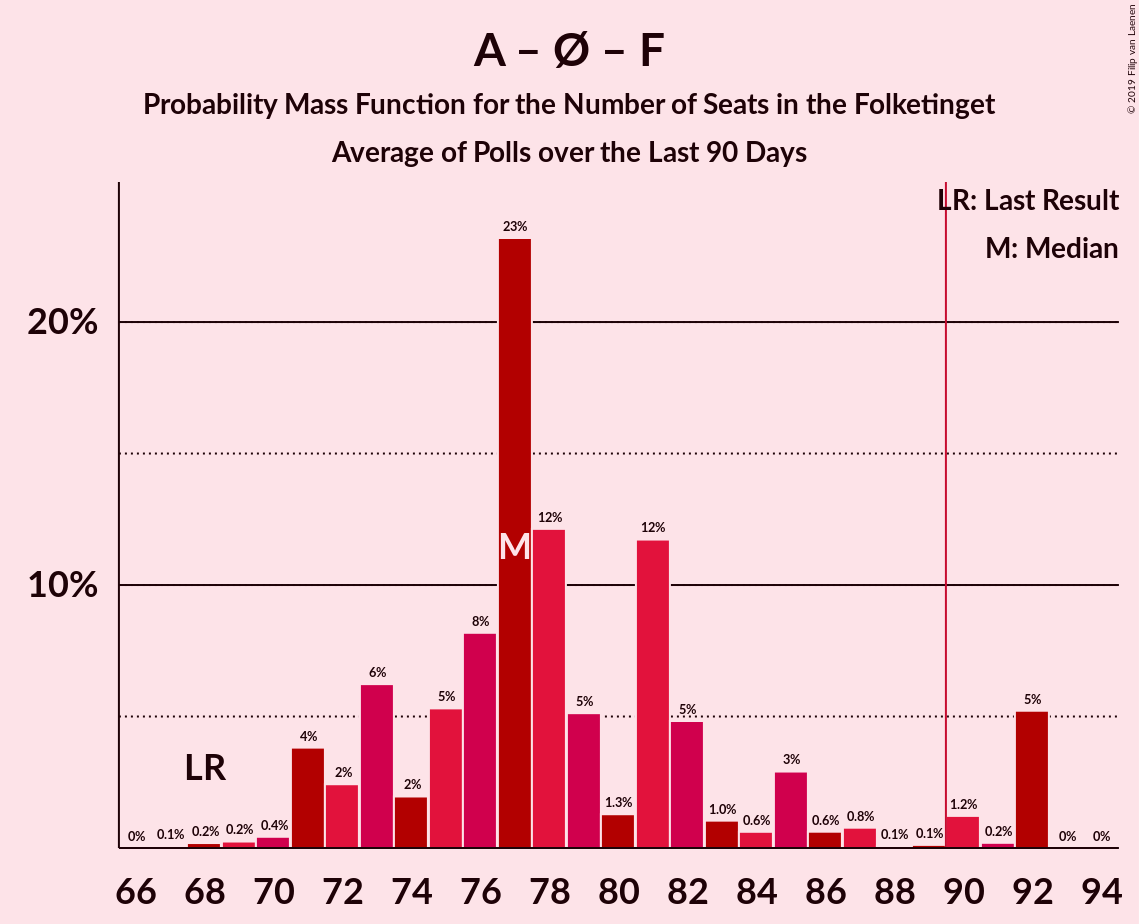 A – Ø – F
Probability Mass Function for the Number of Seats in the Folketinget
Average of Polls over the Last 90 Days
© 2019 Filip van Laenen
LR: Last Result
M: Median
20%
10%
LR
M
0% 0.1% 0.2% 0.2% 0.4% 4% 2% 6% 2% 5% 8% 23% 12% 5% 1.3% 12% 5% 1.0% 0.6% 3% 0.6% 0.8% 0.1% 0.1% 1.2% 0.2% 5% 0% 0%
66 68 70 72 74 76 78 80 82 84 86 88 90 92 94